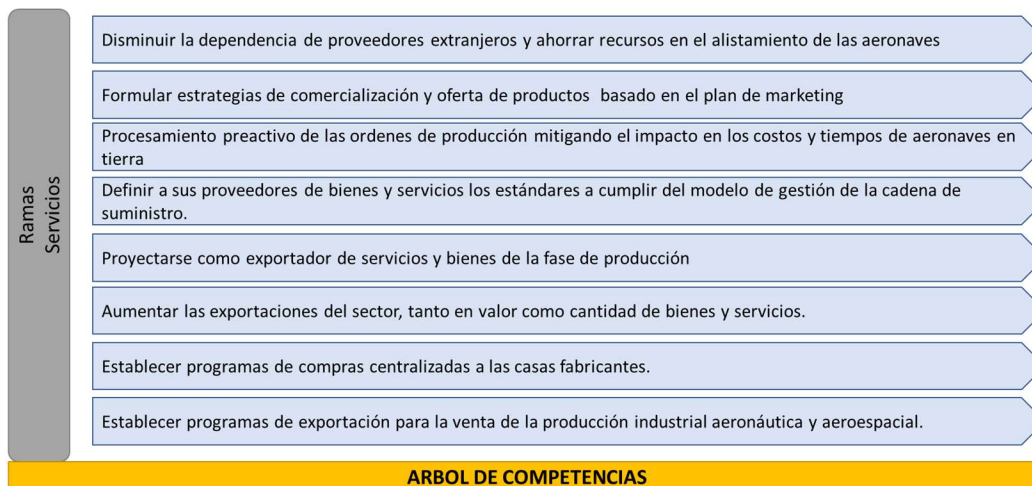 Ramas
Servicios
Disminuir la dependencia de proveedores extranjeros y ahorrar recursos en el alistamiento de las aeronaves
Formular estrategias de comercialización y oferta de productos basado en el plan de marketing
Procesamiento preactivo de las ordenes de producción mitigando el impacto en los costos y tiempos de aeronaves en
tierra
Definir a sus proveedores de bienes y servicios los estándares a cumplir del modelo de gestión de la cadena de
suministro.
Proyectarse como exportador de servicios y bienes de la fase de producción
Aumentar las exportaciones del sector, tanto en valor como cantidad de bienes y servicios.
Establecer programas de compras centralizadas a las casas fabricantes.
Establecer programas de exportación para la venta de la producción industrial aeronáutica y aeroespacial.
ARBOL DE COMPETENCIAS